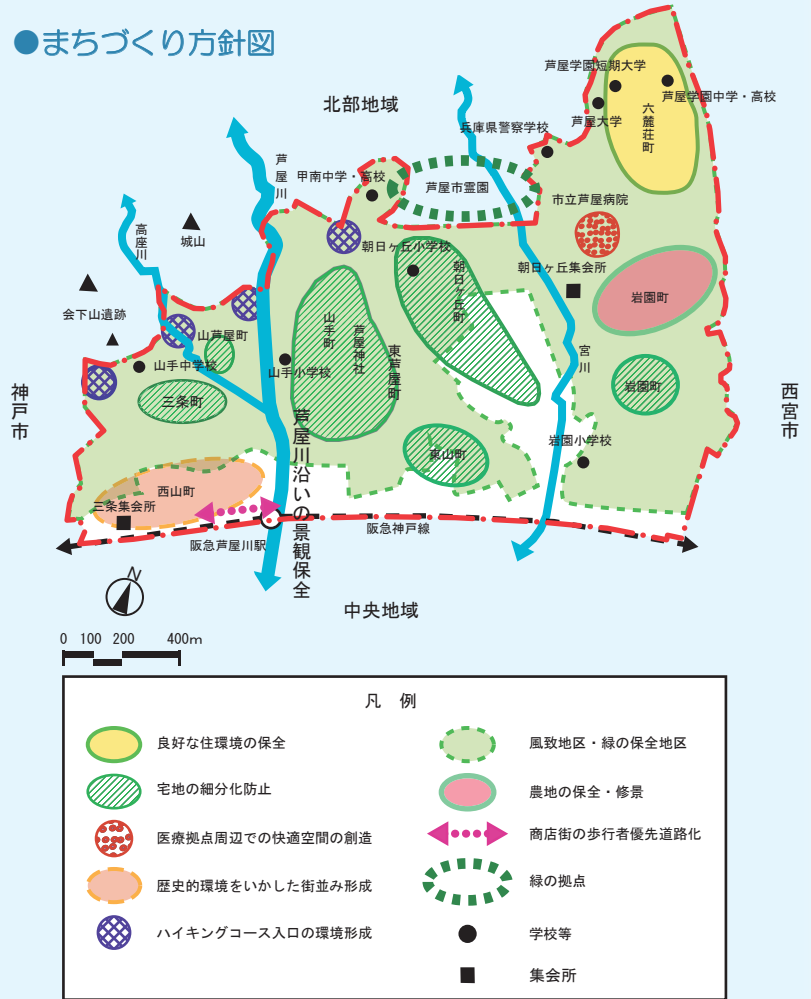 ●まちづくり方針図
芦屋学園短期大学
芦屋学園中学・高校
北部地域
芦屋大学
六麓荘町
兵庫県警察学校
芦屋川
甲南中学・高校
芦屋市霊園
市立芦屋病院
高座川
城山
朝日ヶ丘小学校
朝日ヶ丘町
朝日ヶ丘集会所
会下山遺跡
岩園町
山芦屋町
山手町
芦屋神社
東芦屋町
宮川
山手中学校
山手小学校
岩園町
神戸市
西宮市
三条町
芦屋川沿いの景観保全
岩園小学校
東山町
西山町
三条集会所
阪急芦屋川駅
阪急神戸線
N
中央地域
0 100 200 400m
凡 例
良好な住環境の保全
宅地の細分化防止
医療拠点周辺での快適空間の創造
歴史的環境をいかした街並み形成
ハイキングコース入口の環境形成
風致地区・緑の保全地区
農地の保全・修景
商店街の歩行者優先道路化
緑の拠点
学校等
集会所